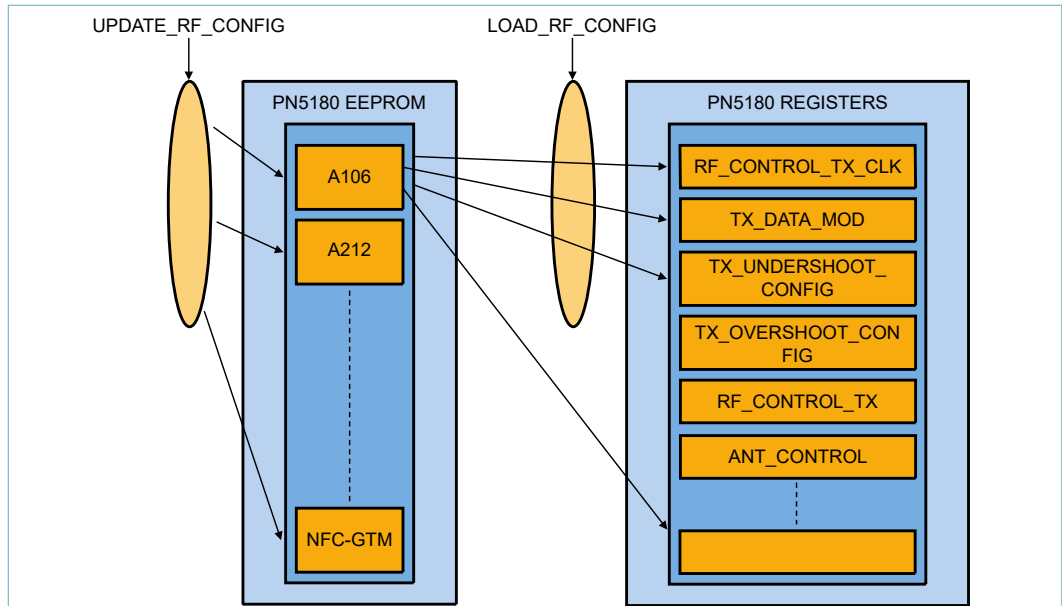 UPDATE_RF_CONFIG
LOAD_RF_CONFIG
PN5180 EEPROM
A106
A212
NFC-GTM
PN5180 REGISTERS
RF_CONTROL_TX_CLK
TX_DATA_MOD
TX_UNDERSHOOT_
CONFIG
TX_OVERSHOOT_CON
FIG
RF_CONTROL_TX
ANT_CONTROL